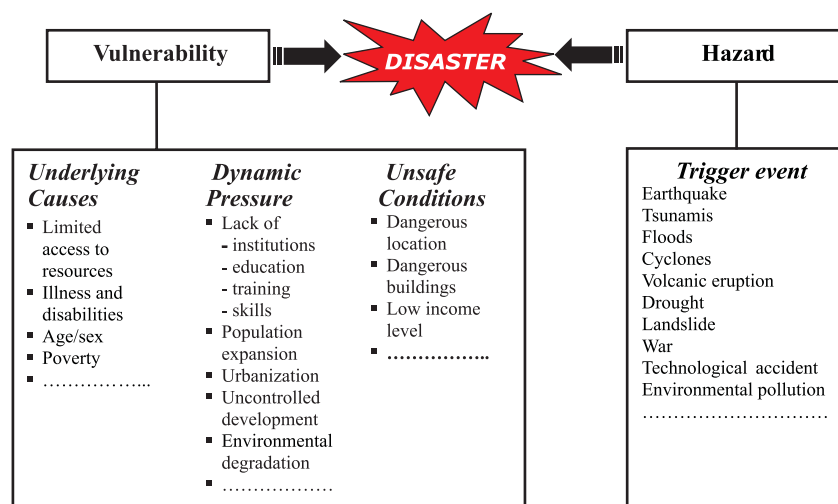 Vulnerability
DISASTER
Hazard
Underlying
Causes
▪ Limited
access to
resources
▪ Illness and
disabilities
▪ Age/sex
▪ Poverty
▪ ……………...
Dynamic
Pressure
▪ Lack of
- institutions
- education
- training
- skills
▪ Population
expansion
▪ Urbanization
▪ Uncontrolled
development
▪ Environmental
degradation
▪ ………………
Unsafe
Conditions
▪ Dangerous
location
▪ Dangerous
buildings
▪ Low income
level
▪ ……………..
Trigger event
Earthquake
Tsunamis
Floods
Cyclones
Volcanic eruption
Drought
Landslide
War
Technological accident
Environmental pollution
…………………………